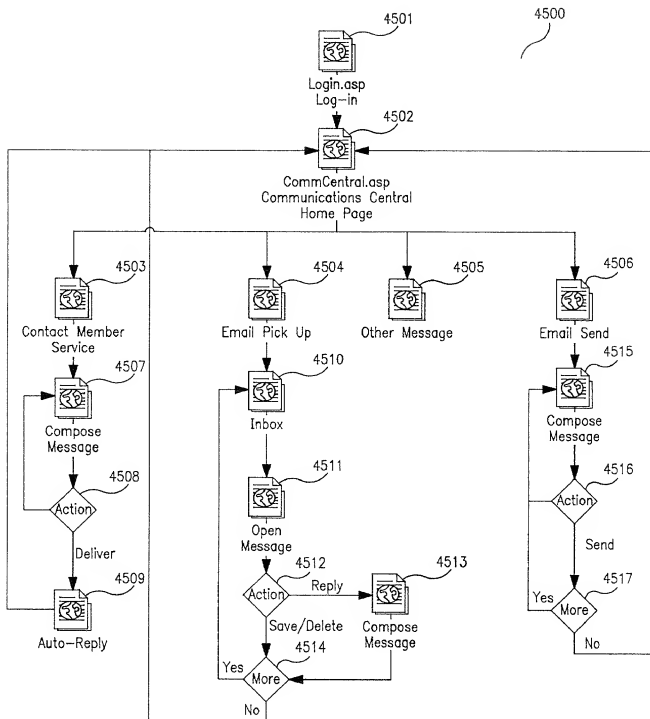 4501
4500
Login.asp
Log-in
4502
CommCentral.asp
Communications Central
Home Page
4503
4504
4505
4506
Contact Member
Service
Email Pick Up
Other Message
Email Send
4507
4510
4515
Compose
Message
Inbox
Compose
Message
4508
4511
4516
Action
Open
Message
Action
Deliver
4512
4513
Send
4509
Action
Reply
4517
Yes
More
Auto-Reply
Save/Delete
Compose
Message
No
4514
Yes
More
No